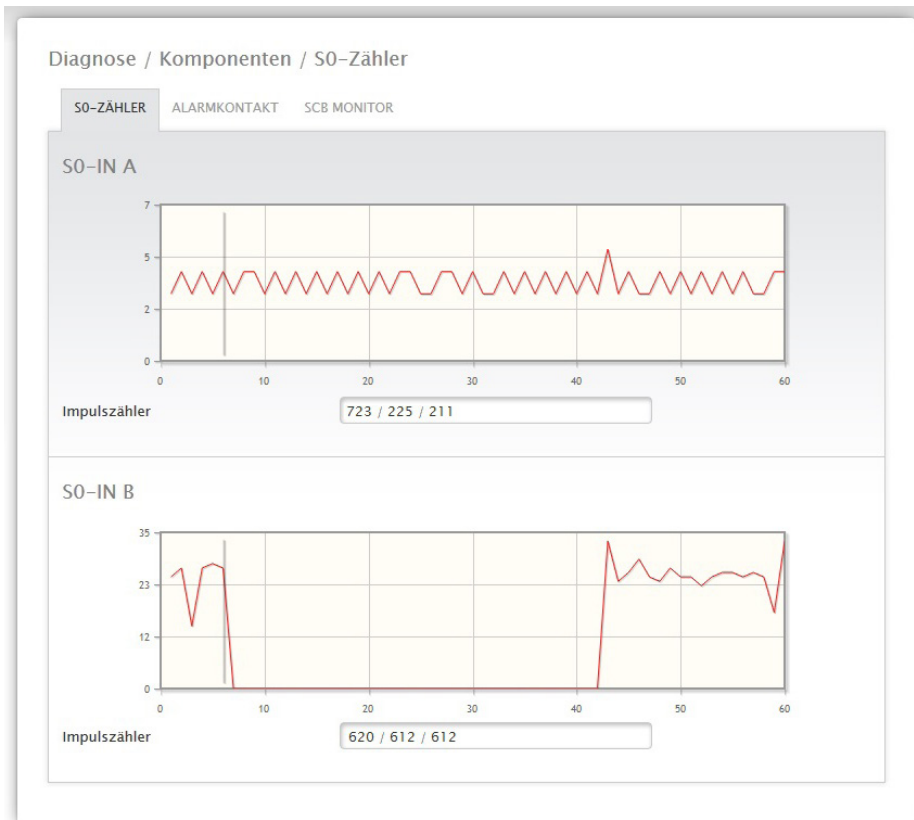 Diagnose / Komponenten / S0-Zähler
S0-ZÄHLER ALARMKONTAKT SCB MONITOR
S0-IN A
7
5
2
0
0 10 20 30 40 50 60
Impulszähler 723 / 225 / 211
S0-IN B
35
23
12
0
0 10 20 30 40 50 60
Impulszähler 620 / 612 / 612